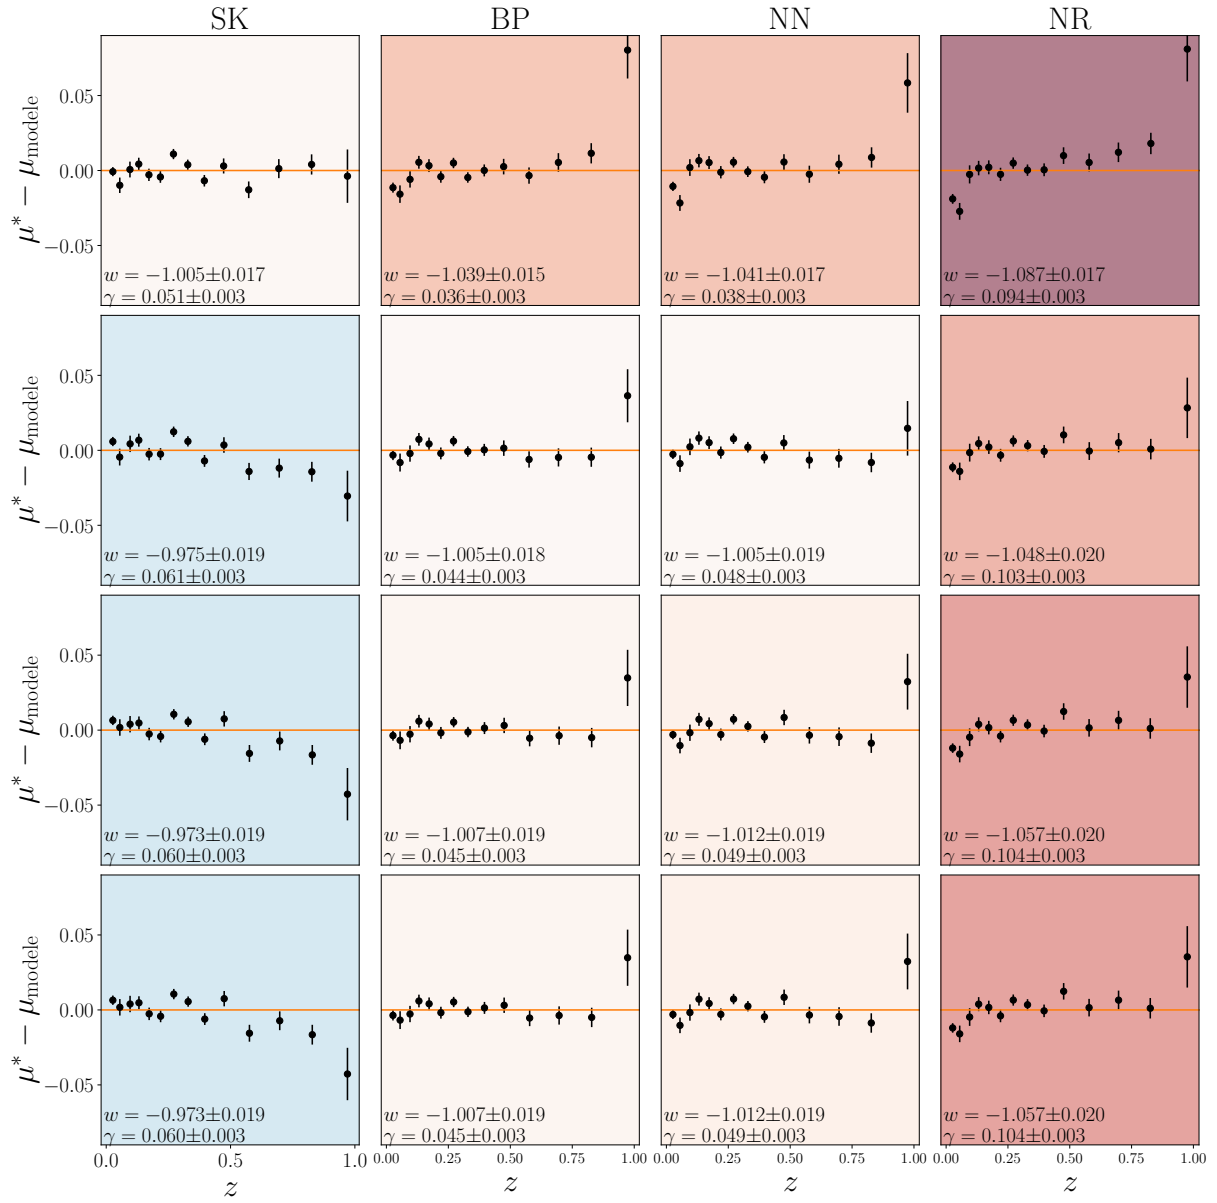 SK BP NN NR
μ* − μmodele
0.05
0.00
−0.05
w = −1.005±0.017
γ = 0.051±0.003
w = −1.039±0.015
γ = 0.036±0.003
w = −1.041±0.017
γ = 0.038±0.003
w = −1.087±0.017
γ = 0.094±0.003
μ* − μmodele
0.05
0.00
−0.05
w = −0.975±0.019
γ = 0.061±0.003
w = −1.005±0.018
γ = 0.044±0.003
w = −1.005±0.019
γ = 0.048±0.003
w = −1.048±0.020
γ = 0.103±0.003
μ* − μmodele
0.05
0.00
−0.05
w = −0.973±0.019
γ = 0.060±0.003
w = −1.007±0.019
γ = 0.045±0.003
w = −1.012±0.019
γ = 0.049±0.003
w = −1.057±0.020
γ = 0.104±0.003
μ* − μmodele
0.05
0.00
−0.05
w = −0.973±0.019
γ = 0.060±0.003
w = −1.007±0.019
γ = 0.045±0.003
w = −1.012±0.019
γ = 0.049±0.003
w = −1.057±0.020
γ = 0.104±0.003
0.0 0.5 1.0
0.00 0.25 0.50 0.75 1.00
0.00 0.25 0.50 0.75 1.00
0.00 0.25 0.50 0.75 1.00
z z z z